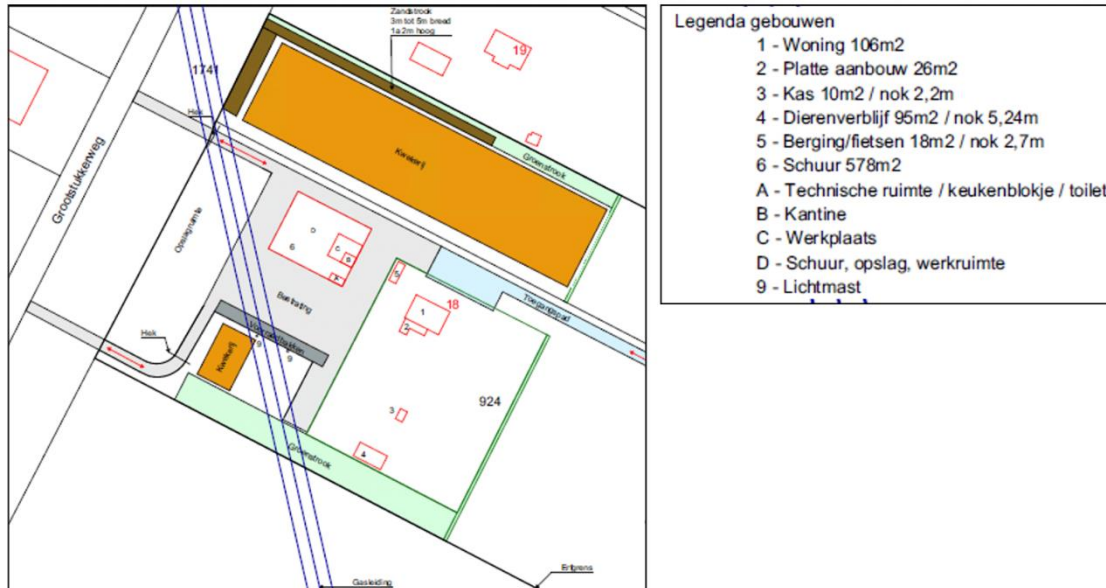 Zandstrook
3m tot 5m breed
1 a 2m hoog
19
1741
Hek
Kwekerij
Groenstrook
Grootstukkerweg
Opslagruimte
D
C
B
6
A
5
Bestrating
18
1
2
Toegangspad
Hek
9
9
Kwekerij
924
3
4
Groenstrook
Erfgrens
Gasleiding
Legenda gebouwen
1 - Woning 106m2
2 - Platte aanbouw 26m2
3 - Kas 10m2 / nok 2,2m
4 - Dierenverblijf 95m2 / nok 5,24m
5 - Berging/fietsen 18m2 / nok 2,7m
6 - Schuur 578m2
A - Technische ruimte / keukenblokje / toilet
B - Kantine
C - Werkplaats
D - Schuur, opslag, werkruimte
9 - Lichtmast